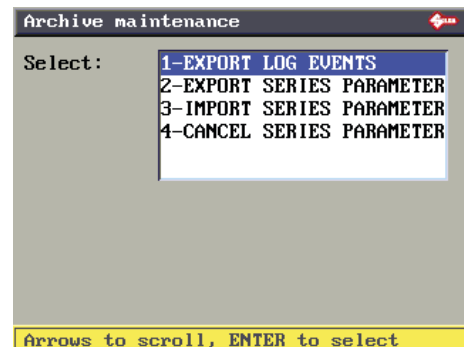 Archive maintenance
Select:
1-EXPORT LOG EVENTS
2-EXPORT SERIES PARAMETER
3-IMPORT SERIES PARAMETER
4-CANCEL SERIES PARAMETER
Arrows to scroll, ENTER to select